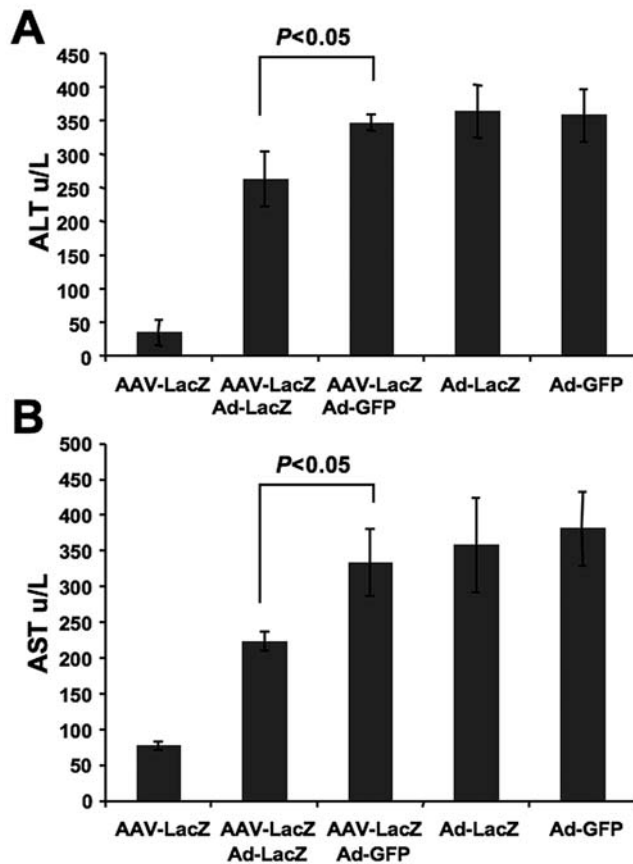 A
P<0.05
450
400
350
300
250
200
150
100
50
0
ALT u/L
AAV-LacZ AAV-LacZ AAV-LacZ Ad-LacZ Ad-GFP
Ad-LacZ Ad-GFP
B
P<0.05
500
450
400
350
300
250
200
150
100
50
0
AST u/L
AAV-LacZ AAV-LacZ AAV-LacZ Ad-LacZ Ad-GFP
Ad-LacZ Ad-GFP